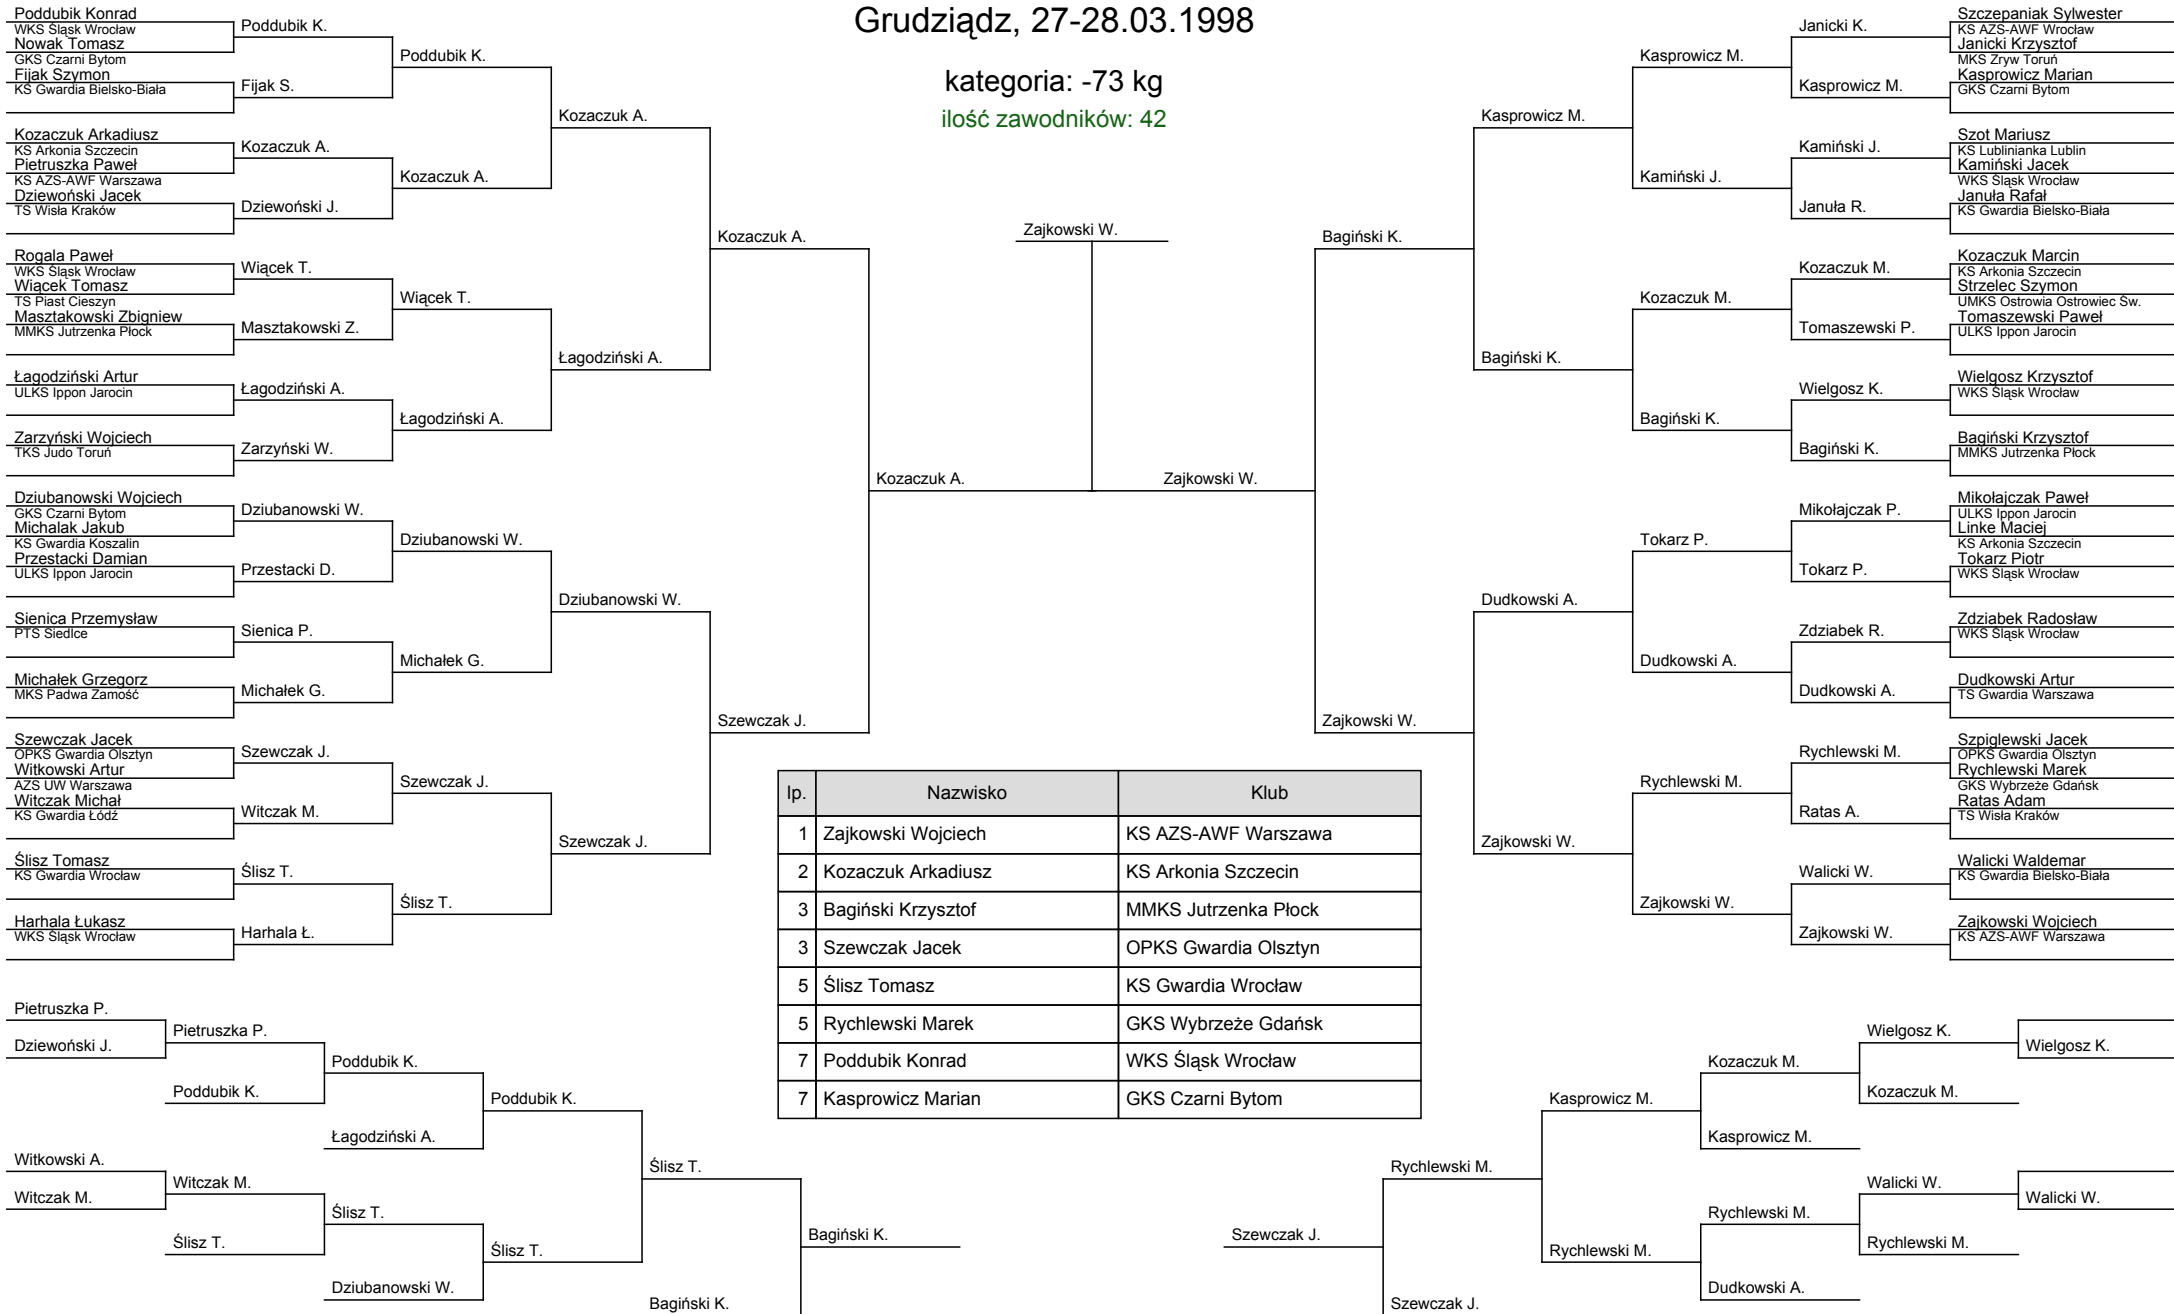 Grudziądz, 27-28.03.1998
kategoria: -73 kg
ilość zawodników: 42
Poddubik Konrad
WKS Śląsk Wrocław
Nowak Tomasz
GKS Czarni Bytom
Fijak Szymon
KS Gwardia Bielsko-Biała
Kozaczuk Arkadiusz
KS Arkonia Szczecin
Pietruszka Paweł
KS AZS-AWF Warszawa
Dziewoński Jacek
TS Wisła Kraków
Rogala Paweł
WKS Śląsk Wrocław
Wiącek Tomasz
TS Piast Cieszyn
Masztakowski Zbigniew
MMKS Jutrzenka Płock
Łagodziński Artur
ULKS Ippon Jarocin
Zarzyński Wojciech
TKS Judo Toruń
Dziubanowski Wojciech
GKS Czarni Bytom
Michalak Jakub
KS Gwardia Koszalin
Przestacki Damian
ULKS Ippon Jarocin
Sienica Przemysław
PTS Siedlce
Michałek Grzegorz
MKS Padwa Zamość
Szewczak Jacek
OPKS Gwardia Olsztyn
Witkowski Artur
AZS UW Warszawa
Witczak Michał
KS Gwardia Łódź
Ślisz Tomasz
KS Gwardia Wrocław
Harhala Łukasz
WKS Śląsk Wrocław
Poddubik K.
Fijak S.
Kozaczuk A.
Dziewoński J.
Wiącek T.
Masztakowski Z.
Łagodziński A.
Zarzyński W.
Dziubanowski W.
Przestacki D.
Sienica P.
Michałek G.
Szewczak J.
Witczak M.
Ślisz T.
Harhala Ł.
Poddubik K.
Kozaczuk A.
Wiącek T.
Łagodziński A.
Dziubanowski W.
Michałek G.
Szewczak J.
Ślisz T.
Kozaczuk A.
Łagodziński A.
Dziubanowski W.
Szewczak J.
Kozaczuk A.
Szewczak J.
Kozaczuk A.
Zajkowski W.
Zajkowski W.
Bagiński K.
Zajkowski W.
Kasprowicz M.
Bagiński K.
Dudkowski A.
Zajkowski W.
Kasprowicz M.
Kamiński J.
Kozaczuk M.
Bagiński K.
Tokarz P.
Dudkowski A.
Rychlewski M.
Zajkowski W.
Janicki K.
Kasprowicz M.
Kamiński J.
Januła R.
Kozaczuk M.
Tomaszewski P.
Wielgosz K.
Bagiński K.
Mikołajczak P.
Tokarz P.
Zdziabek R.
Dudkowski A.
Rychlewski M.
Ratas A.
Walicki W.
Zajkowski W.
Szczepaniak Sylwester
KS AZS-AWF Wrocław
Janicki Krzysztof
MKS Zryw Toruń
Kasprowicz Marian
GKS Czarni Bytom
Szot Mariusz
KS Lublinianka Lublin
Kamiński Jacek
WKS Śląsk Wrocław
Januła Rafał
KS Gwardia Bielsko-Biała
Kozaczuk Marcin
KS Arkonia Szczecin
Strzelec Szymon
UMKS Ostrowia Ostrowiec Św.
Tomaszewski Paweł
ULKS Ippon Jarocin
Wielgosz Krzysztof
WKS Śląsk Wrocław
Bagiński Krzysztof
MMKS Jutrzenka Płock
Mikołajczak Paweł
ULKS Ippon Jarocin
Linke Maciej
KS Arkonia Szczecin
Tokarz Piotr
WKS Śląsk Wrocław
Zdziabek Radosław
WKS Śląsk Wrocław
Dudkowski Artur
TS Gwardia Warszawa
Szpiglewski Jacek
OPKS Gwardia Olsztyn
Rychlewski Marek
GKS Wybrzeże Gdańsk
Ratas Adam
TS Wisła Kraków
Walicki Waldemar
KS Gwardia Bielsko-Biała
Zajkowski Wojciech
KS AZS-AWF Warszawa
lp. Nazwisko Klub
1 Zajkowski Wojciech KS AZS-AWF Warszawa
2 Kozaczuk Arkadiusz KS Arkonia Szczecin
3 Bagiński Krzysztof MMKS Jutrzenka Płock
3 Szewczak Jacek OPKS Gwardia Olsztyn
5 Ślisz Tomasz KS Gwardia Wrocław
5 Rychlewski Marek GKS Wybrzeże Gdańsk
7 Poddubik Konrad WKS Śląsk Wrocław
7 Kasprowicz Marian GKS Czarni Bytom
Pietruszka P.
Dziewoński J.
Witkowski A.
Witczak M.
Pietruszka P.
Poddubik K.
Witczak M.
Ślisz T.
Poddubik K.
Łagodziński A.
Ślisz T.
Dziubanowski W.
Poddubik K.
Ślisz T.
Ślisz T.
Bagiński K.
Bagiński K.
Szewczak J.
Rychlewski M.
Szewczak J.
Kasprowicz M.
Rychlewski M.
Kozaczuk M.
Kasprowicz M.
Rychlewski M.
Dudkowski A.
Wielgosz K.
Kozaczuk M.
Walicki W.
Rychlewski M.
Wielgosz K.
Walicki W.